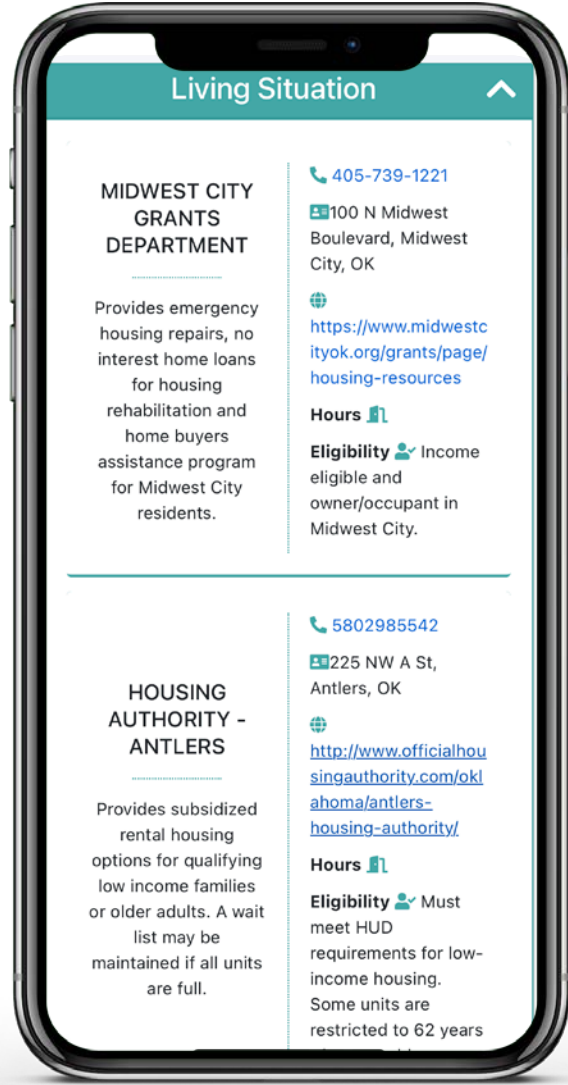 Living Situation
MIDWEST CITY
GRANTS
DEPARTMENT
Provides emergency
housing repairs, no
interest home loans
for housing
rehabilitation and
home buyers
assistance program
for Midwest City
residents.
405-739-1221
100 N Midwest
Boulevard, Midwest
City, OK
https://www.midwestc
ityok.org/grants/page/
housing-resources
Hours
Eligibility Income
eligible and
owner/occupant in
Midwest City.
HOUSING
AUTHORITY -
ANTLERS
Provides subsidized
rental housing
options for qualifying
low income families
or older adults. A wait
list may be
maintained if all units
are full.
5802985542
225 NW A St,
Antlers, OK
http://www.officialhou
singauthority.com/okl
ahoma/antlers-
housing-authority/
Hours
Eligibility Must
meet HUD
requirements for low-
income housing.
Some units are
restricted to 62 years